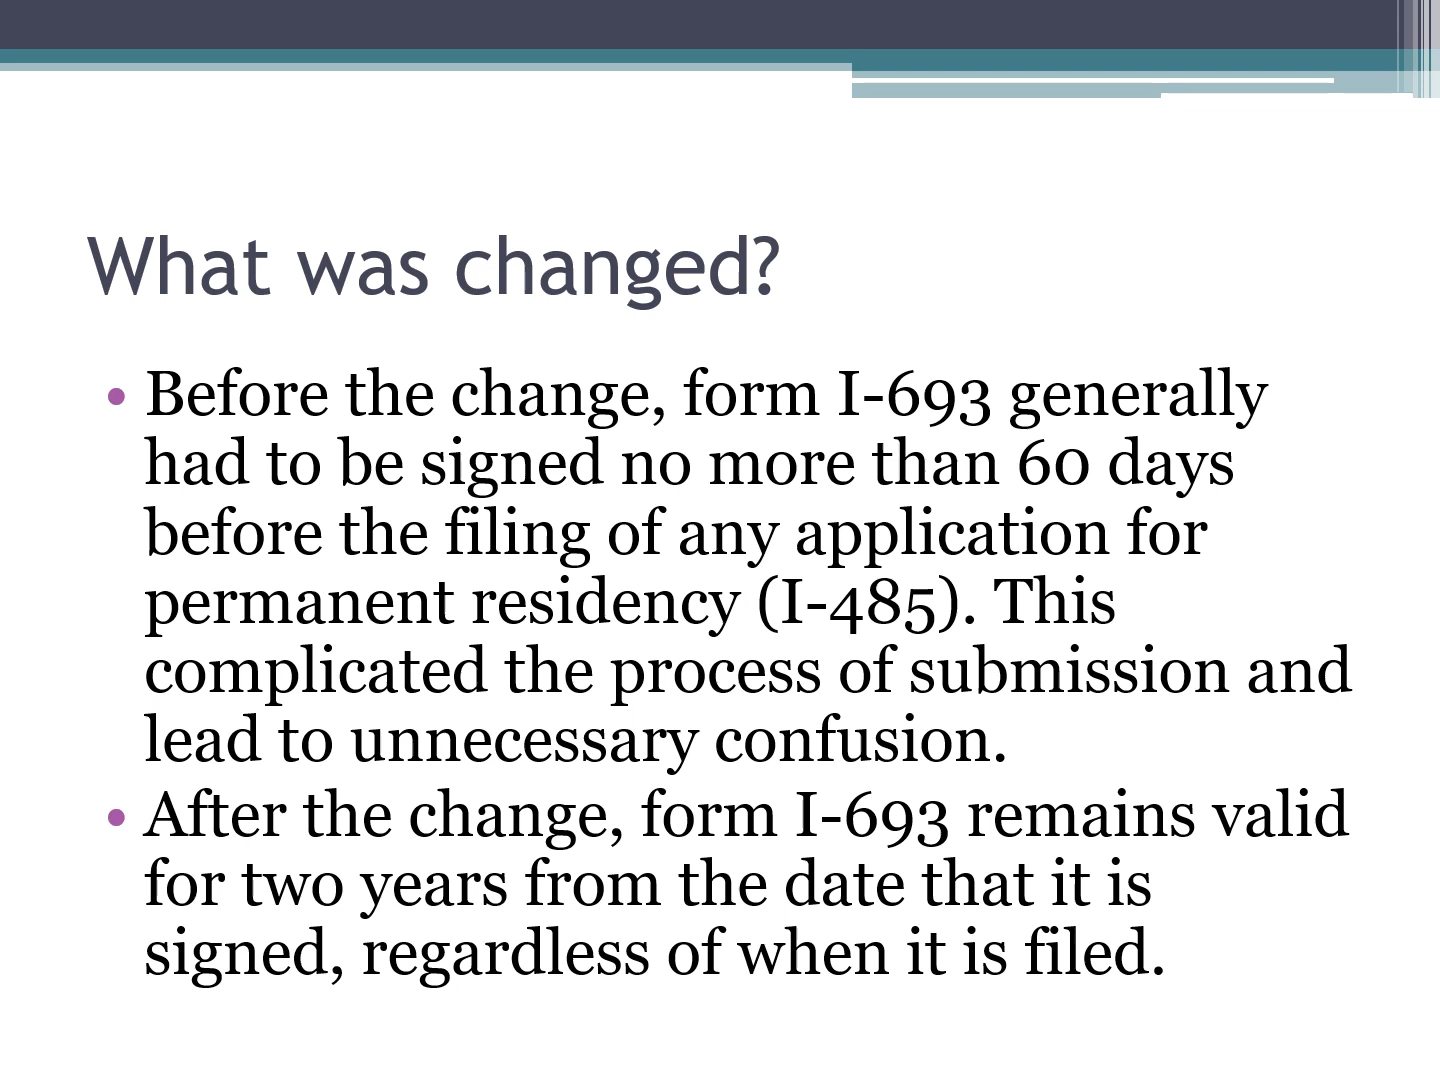 What was changed?
• Before the change, form I-693 generally
had to be signed no more than 60 days
before the filing of any application for
permanent residency (I-485). This
complicated the process of submission and
lead to unnecessary confusion.
• After the change, form I-693 remains valid
for two years from the date that it is
signed, regardless of when it is filed.